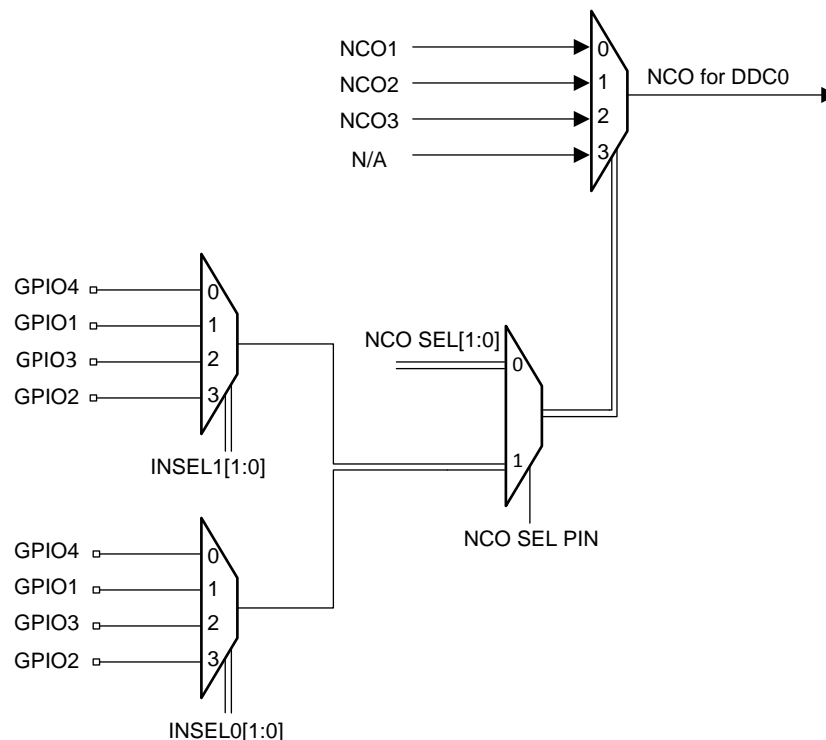 NCO1
NCO2
NCO3
N/A
0
1
2
3
NCO for DDC0
GPIO4
GPIO1
GPIO3
GPIO2
0
1
2
3
INSEL1[1:0]
NCO SEL[1:0]
0
1
NCO SEL PIN
GPIO4
GPIO1
GPIO3
GPIO2
0
1
2
3
INSEL0[1:0]